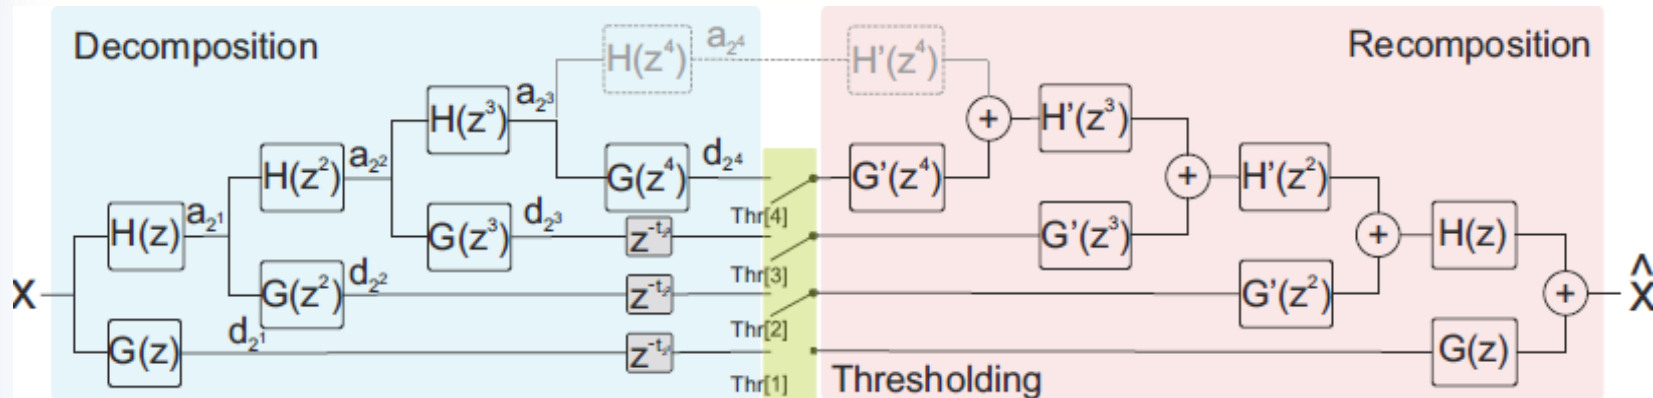 Decomposition
Recomposition
H(z⁴)
a₂⁴
H'(z⁴)
H(z³)
a₂³
+
H'(z³)
H(z²)
a₂²
G(z⁴)
d₂⁴
G'(z⁴)
+
H'(z²)
H(z)
a₂¹
G(z³)
d₂³
Thr[4]
G'(z³)
+
H(z)
X
G(z²)
d₂²
Thr[3]
G'(z²)
+
X̂
G(z)
d₂¹
Thr[2]
G(z)
Thr[1]
Thresholding